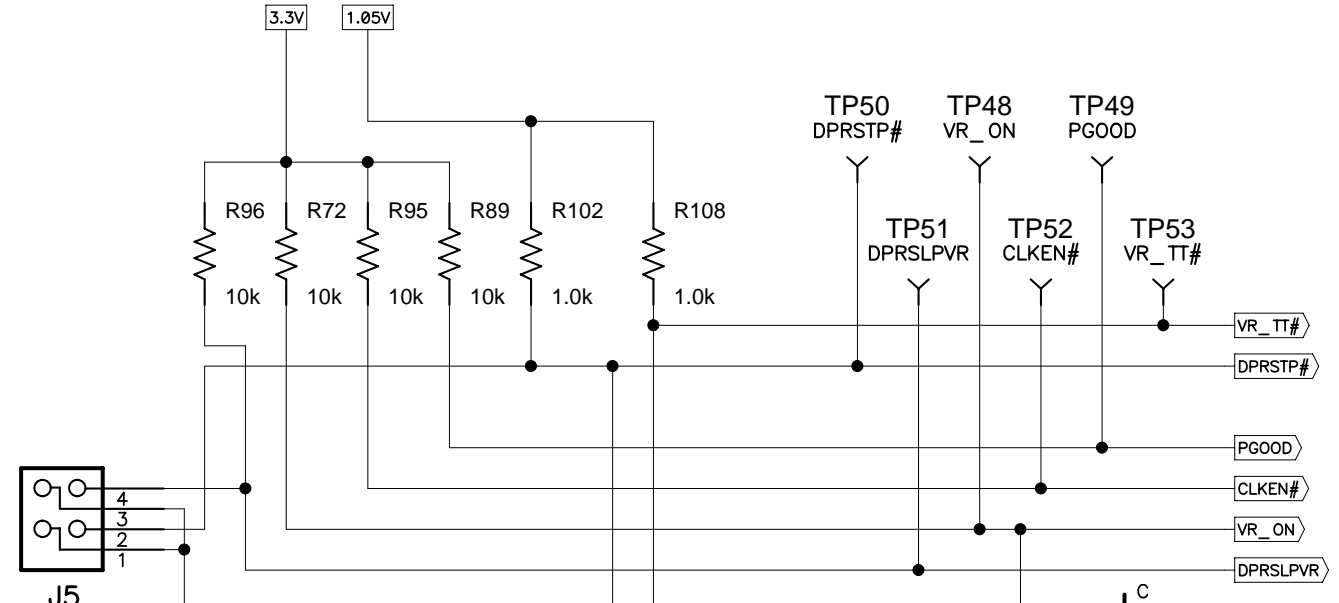 3.3V 1.05V
TP50 TP48 TP49
DPRSTP# VR_ON PGOOD
R96 R72 R95 R89 R102 R108
TP51 TP52 TP53
DPRSLPVR CLKEN# VR_TT#
10k 10k 10k 10k 1.0k 1.0k
VR_TT#
DPRSTP#
PGOOD
CLKEN#
4
3
VR_ON
2
1
DPRSLPVR
J5
C